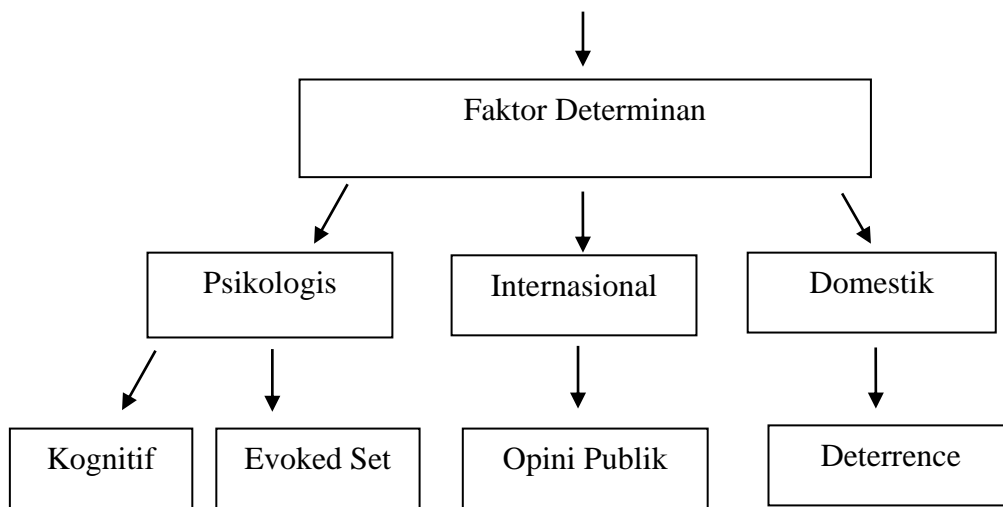 Faktor Determinan
Psikologis
Internasional
Domestik
Kognitif
Evoked Set
Opini Publik
Deterrence